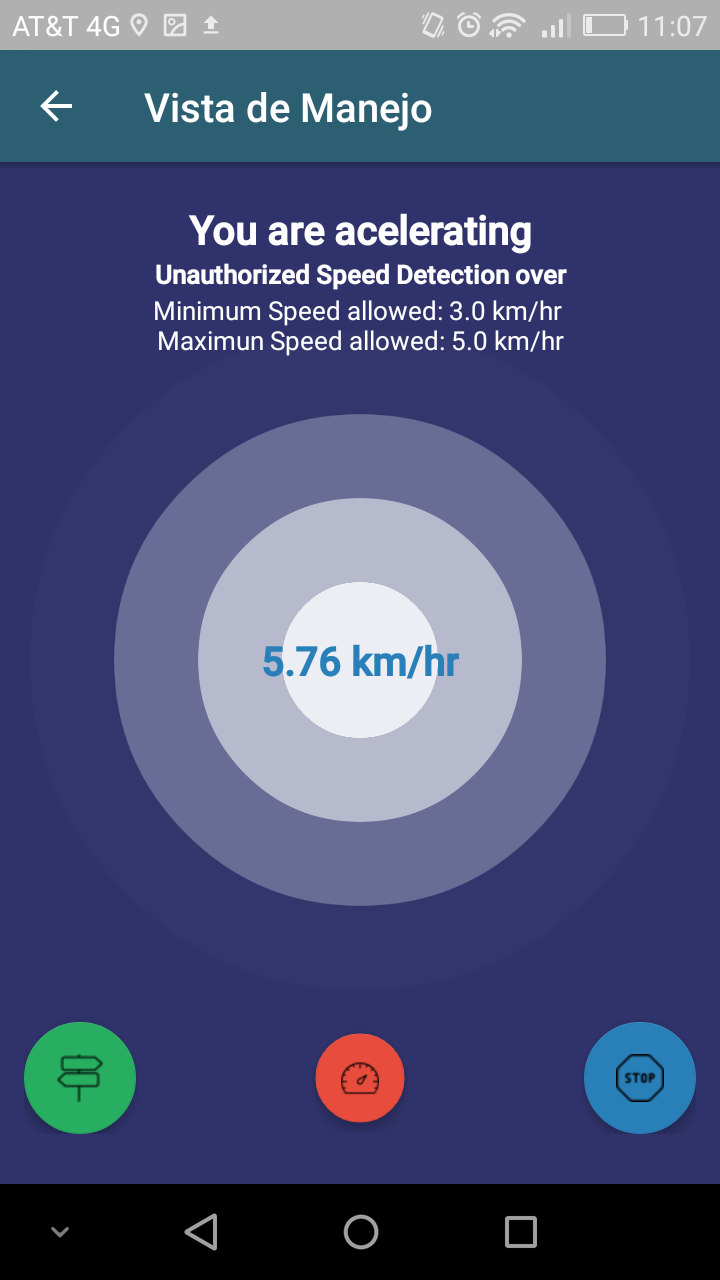 AT&T 4G 11:07
Vista de Manejo
You are acelerating
Unauthorized Speed Detection over
Minimum Speed allowed: 3.0 km/hr
Maximun Speed allowed: 5.0 km/hr
5.76 km/hr
STOP